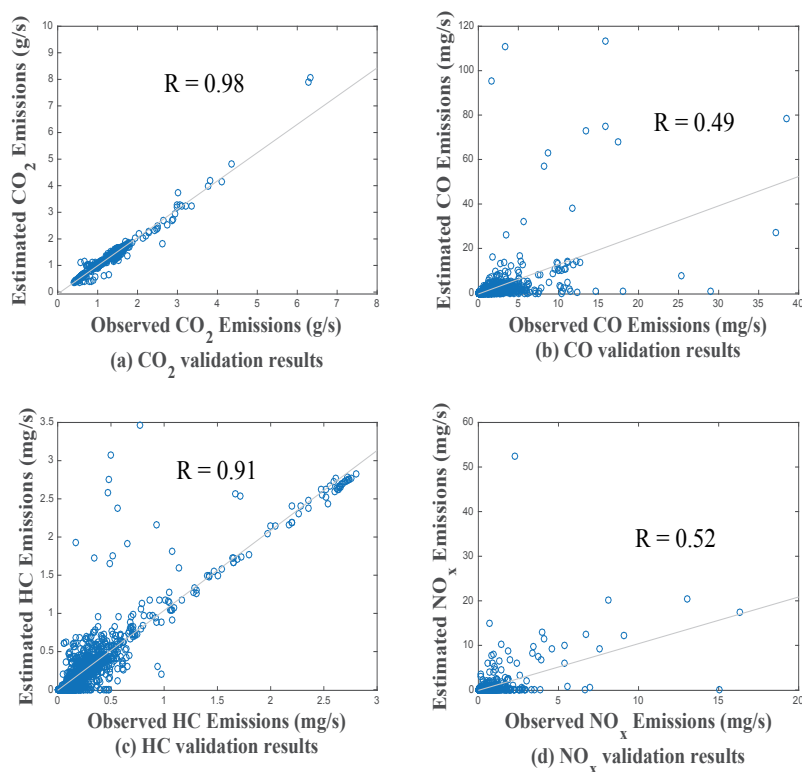 Estimated CO2 Emissions (g/s)
10
9
8
7
6
5
4
3
2
1
0
R = 0.98
0 1 2 3 4 5 6 7 8
Observed CO2 Emissions (g/s)
(a) CO2 validation results
Estimated CO Emissions (mg/s)
120
100
80
60
40
20
0
R = 0.49
0 5 10 15 20 25 30 35 40
Observed CO Emissions (mg/s)
(b) CO validation results
Estimated HC Emissions (mg/s)
3.5
3
2.5
2
1.5
1
0.5
0
R = 0.91
0 0.5 1 1.5 2 2.5 3
Observed HC Emissions (mg/s)
(c) HC validation results
Estimated NOx Emissions (mg/s)
60
50
40
30
20
10
0
R = 0.52
0 5 10 15 20
Observed NOx Emissions (mg/s)
(d) NOx validation results